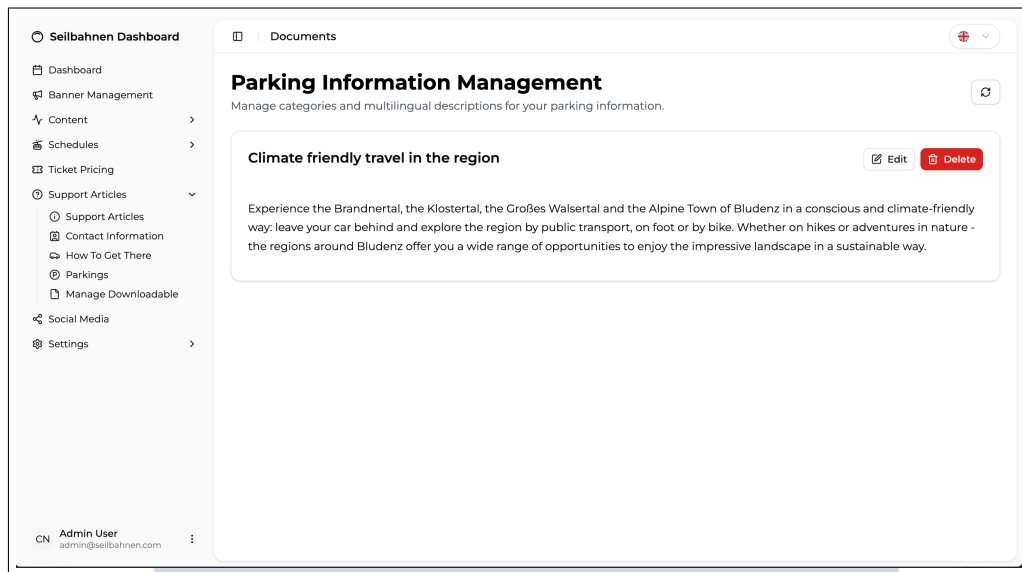 Seilbahnen Dashboard
Dashboard
Banner Management
Content
Schedules
Ticket Pricing
Support Articles
Support Articles
Contact Information
How To Get There
Parkings
Manage Downloadable
Social Media
Settings
CN
Admin User
admin@seilbahnen.com
Documents
Parking Information Management
Manage categories and multilingual descriptions for your parking information.
Climate friendly travel in the region
Edit
Delete
Experience the Brandnertal, the Klostertal, the Großes Walsertal and the Alpine Town of Bludenz in a conscious and climate-friendly
way: leave your car behind and explore the region by public transport, on foot or by bike. Whether on hikes or adventures in nature -
the regions around Bludenz offer you a wide range of opportunities to enjoy the impressive landscape in a sustainable way.